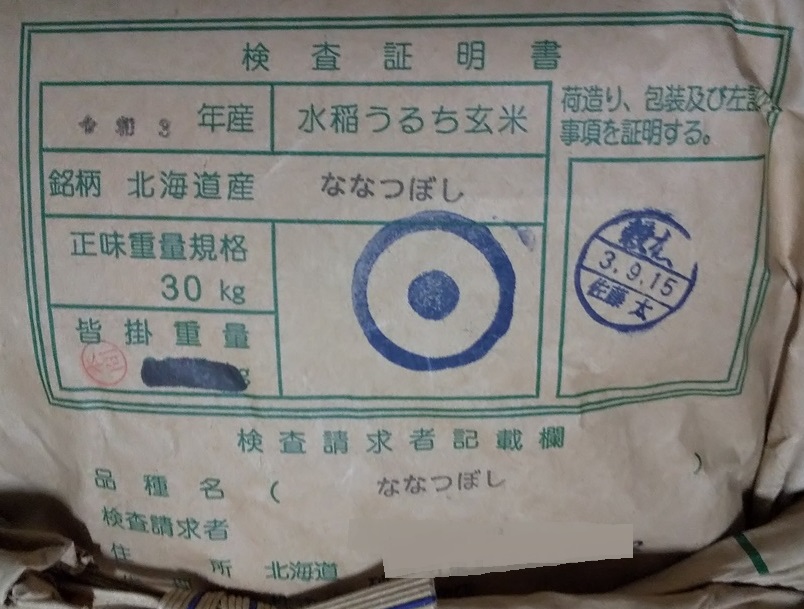 検査証明書
令和3年産 水稲うるち玄米
銘柄 北海道産 ななつぼし
正味重量規格
30kg
皆掛重量
荷造り、包装及び左記
事項を証明する。
3.9.15
佐藤 太
検査請求者記載欄
品種名 ( ななつぼし )
検査請求者
住所 北海道